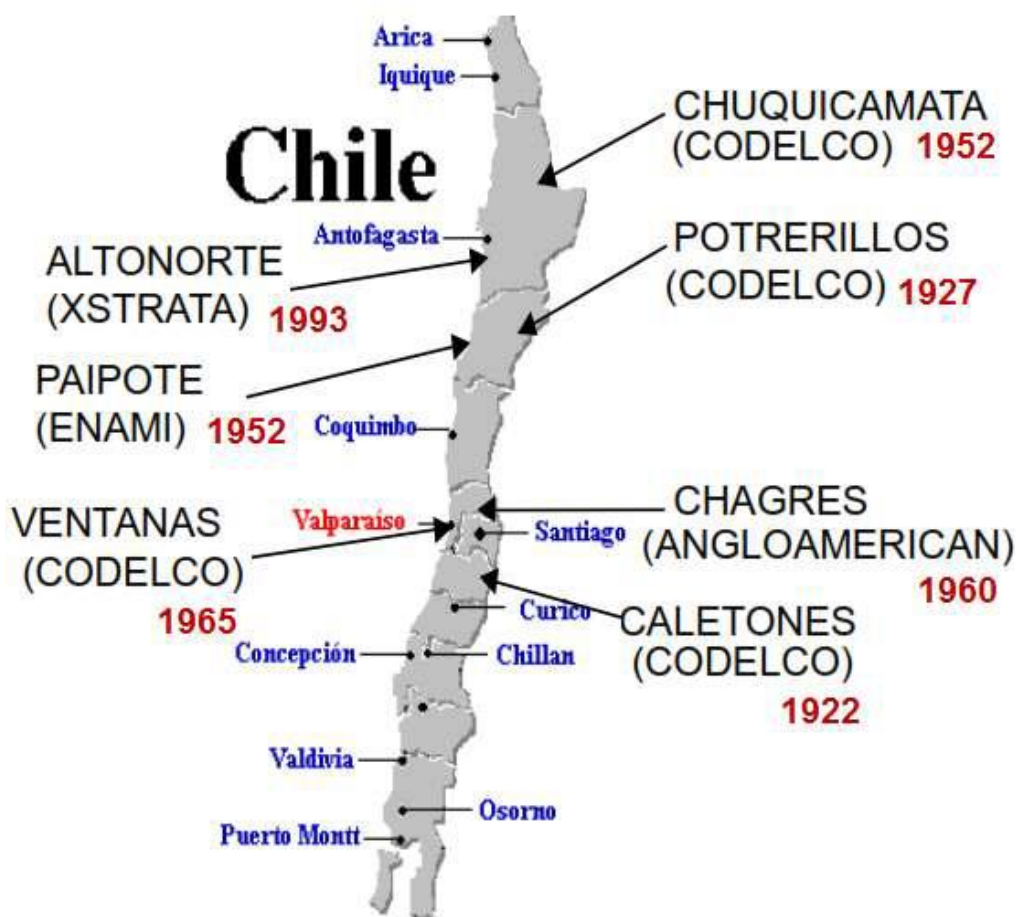 Arica
Iquique
Chile
CHUQUICAMATA
(CODELCO) 1952
Antofagasta
POTRERILLOS
(CODELCO) 1927
ALTONORTE
(XSTRATA) 1993
PAIPOTE
(ENAMI) 1952
Coquimbo
CHAGRES
(ANGLOAMERICAN)
1960
VENTANAS
(CODELCO)
1965
Valparaíso
Santiago
Curico
CALETONES
(CODELCO)
1922
Concepción
Chillan
Valdivia
Osorno
Puerto Montt